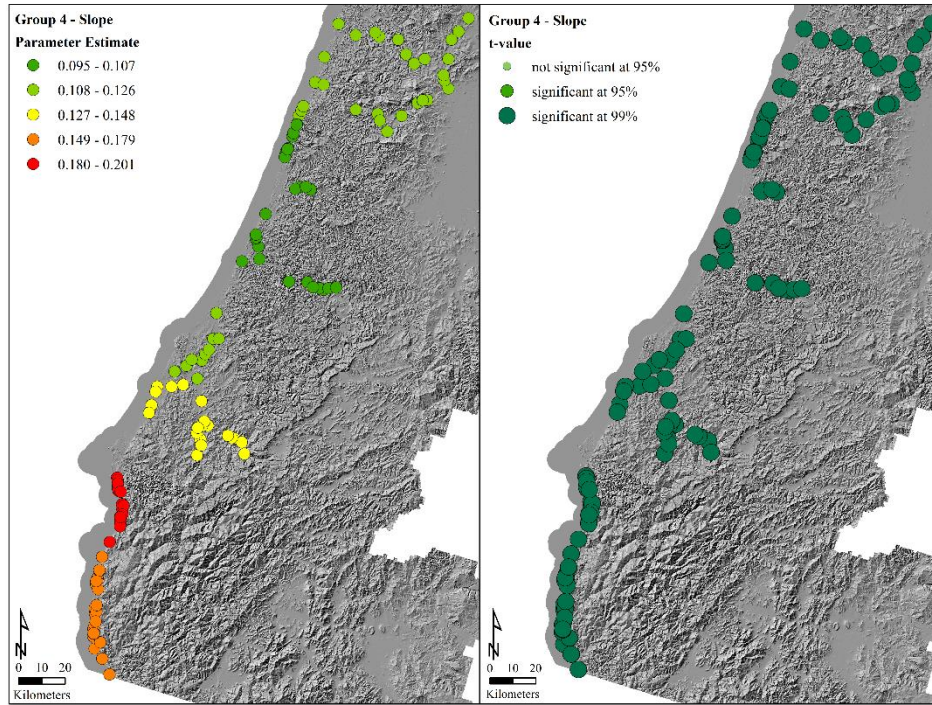 Group 4 - Slope
Parameter Estimate
0.095 - 0.107
0.108 - 0.126
0.127 - 0.148
0.149 - 0.179
0.180 - 0.201
N
0 10 20
Kilometers
Group 4 - Slope
t-value
not significant at 95%
significant at 95%
significant at 99%
N
0 10 20
Kilometers